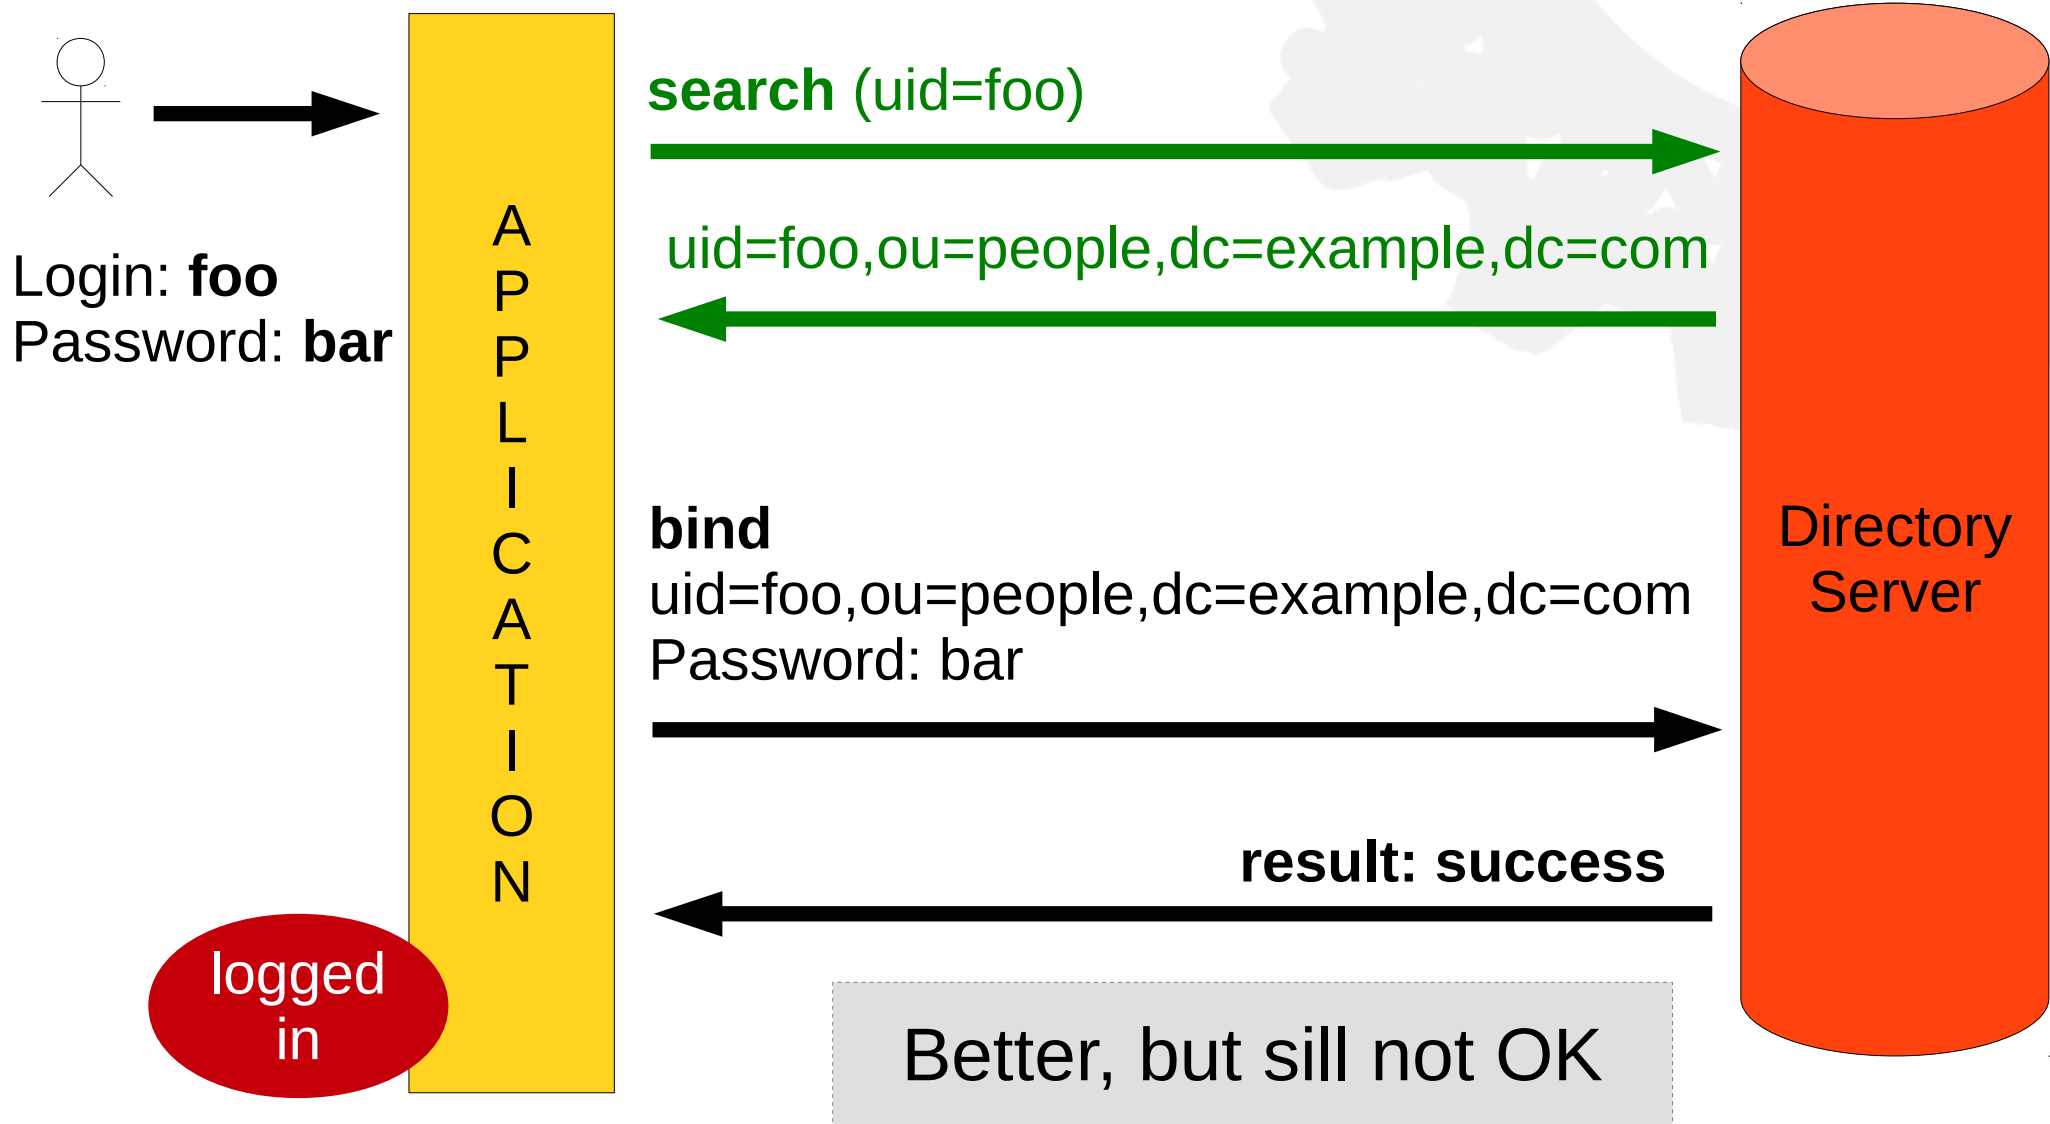 Login: foo
Password: bar
A
P
P
L
I
C
A
T
I
O
N
search (uid=foo)
uid=foo,ou=people,dc=example,dc=com
bind
uid=foo,ou=people,dc=example,dc=com
Password: bar
result: success
Directory
Server
logged
in
Better, but sill not OK